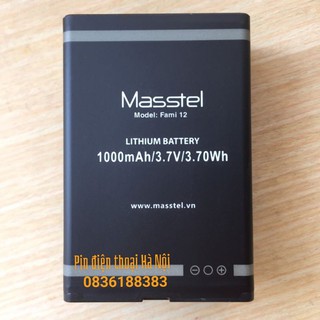 Masstel
Model: Fami 12
LITHIUM BATTERY
1000mAh/3.7V/3.70Wh
www.masstel.vn
Pin điện thoại Hà Nội
0836188383